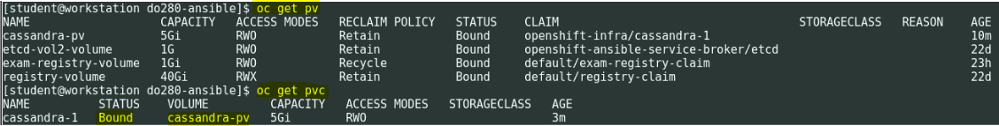 [student@workstation do280-ansible]$ oc get pv
NAME CAPACITY ACCESS MODES RECLAIM POLICY STATUS CLAIM STORAGECLASS REASON AGE
cassandra-pv 5Gi RWO Retain Bound openshift-infra/cassandra-1 10m
etcd-vol2-volume 1G RWO Retain Bound openshift-ansible-service-broker/etcd 22d
exam-registry-volume 1Gi RWO Recycle Bound default/exam-registry-claim 23h
registry-volume 40Gi RWX Retain Bound default/registry-claim 22d
[student@workstation do280-ansible]$ oc get pvc
NAME STATUS VOLUME CAPACITY ACCESS MODES STORAGECLASS AGE
cassandra-1 Bound cassandra-pv 5Gi RWO 3m